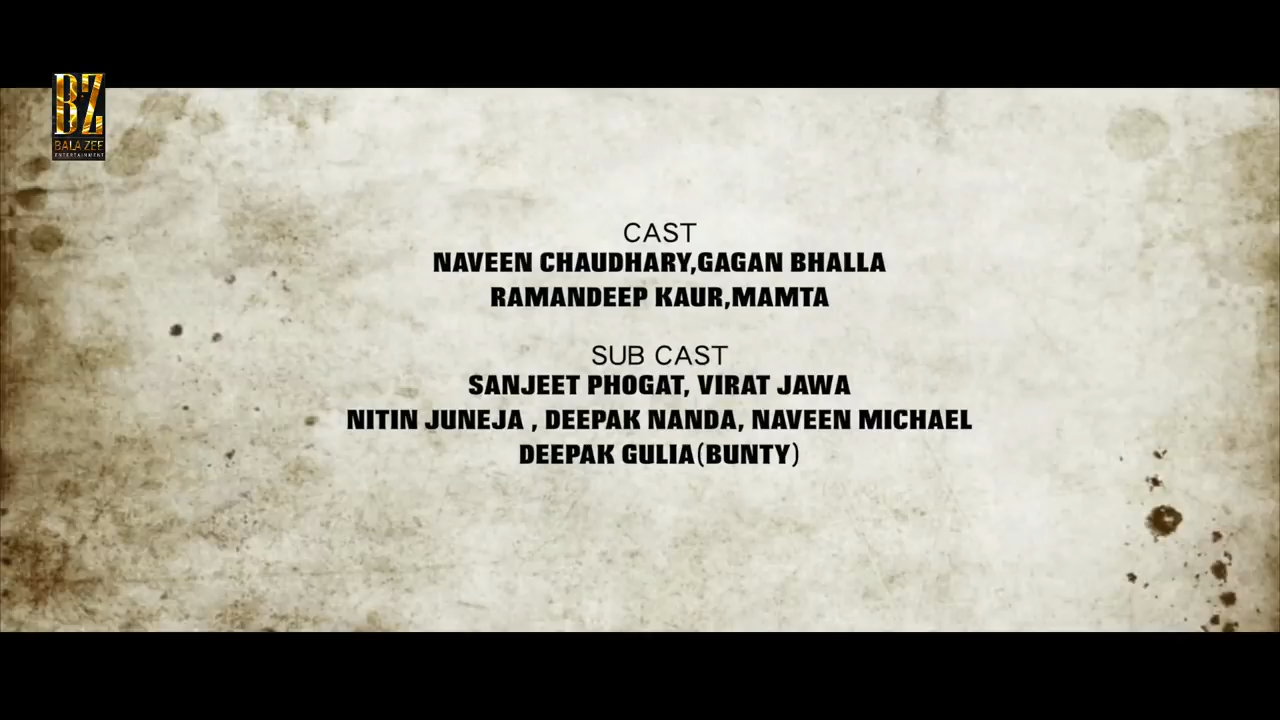 BZ
BALA ZEE
ENTERTAINMENT
CAST
NAVEEN CHAUDHARY,GAGAN BHALLA
RAMANDEEP KAUR,MAMTA
SUB CAST
SANJEET PHOGAT, VIRAT JAWA
NITIN JUNEJA , DEEPAK NANDA, NAVEEN MICHAEL
DEEPAK GULIA(BUNTY)